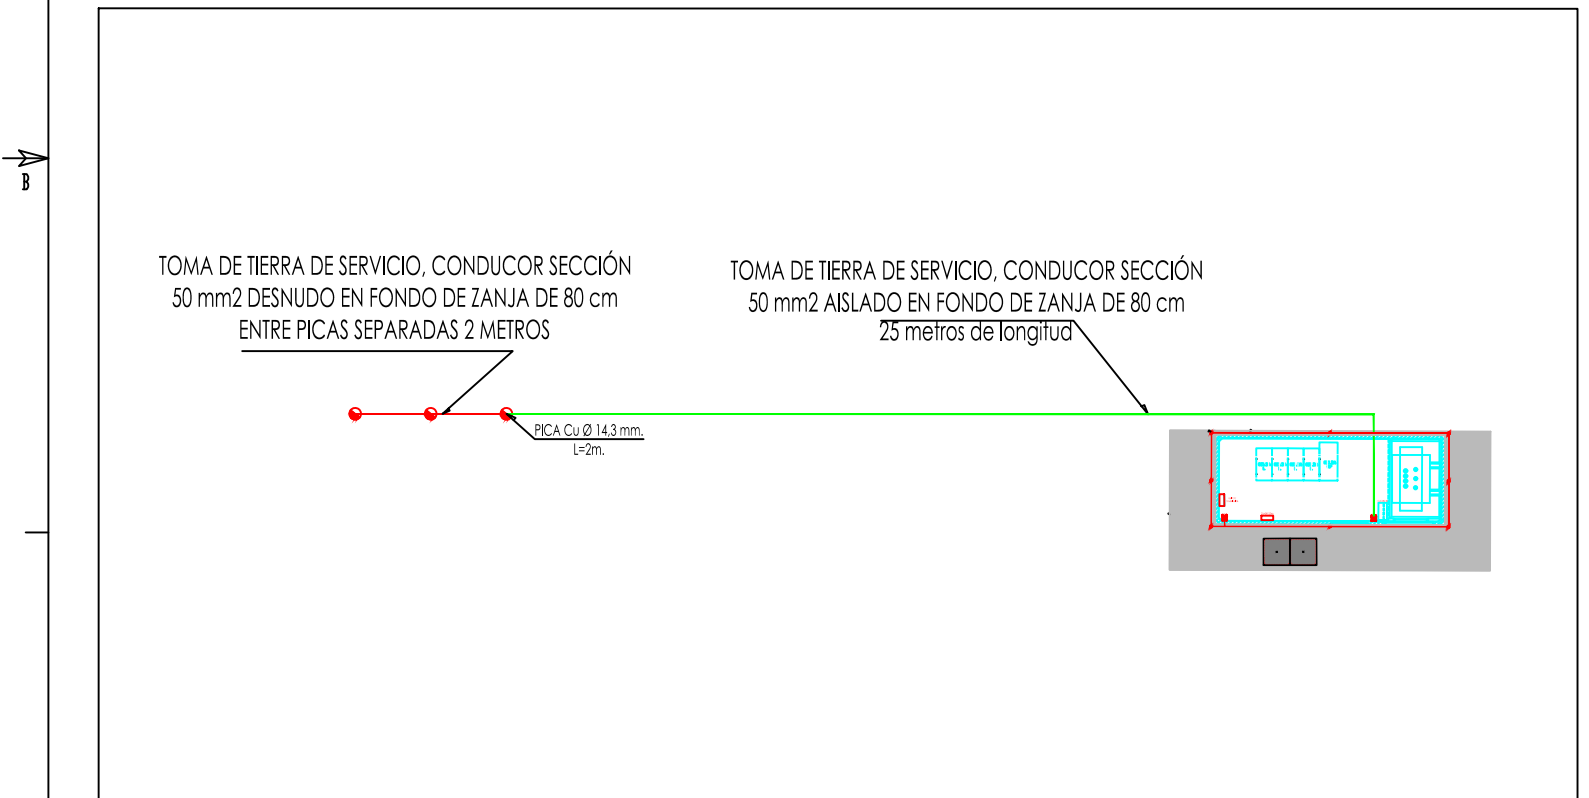 B
TOMA DE TIERRA DE SERVICIO, CONDUCOR SECCIÓN
50 mm2 DESNUDO EN FONDO DE ZANJA DE 80 cm
ENTRE PICAS SEPARADAS 2 METROS
TOMA DE TIERRA DE SERVICIO, CONDUCOR SECCIÓN
50 mm2 AISLADO EN FONDO DE ZANJA DE 80 cm
25 metros de longitud
PICA Cu Ø 14,3 mm.
L=2m.